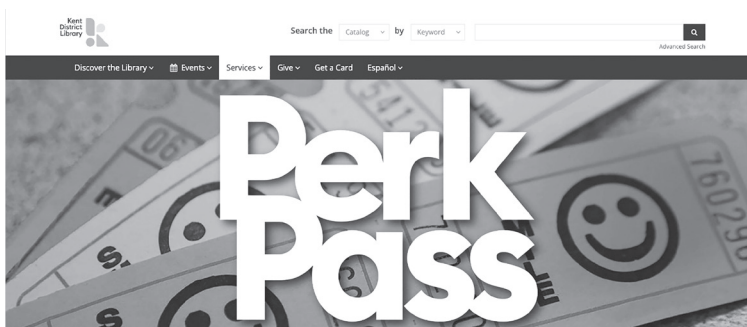 Kent
District
Library
Search the Catalog by Keyword
Advanced Search
Discover the Library Events Services Give Get a Card Español
Perk
Pass